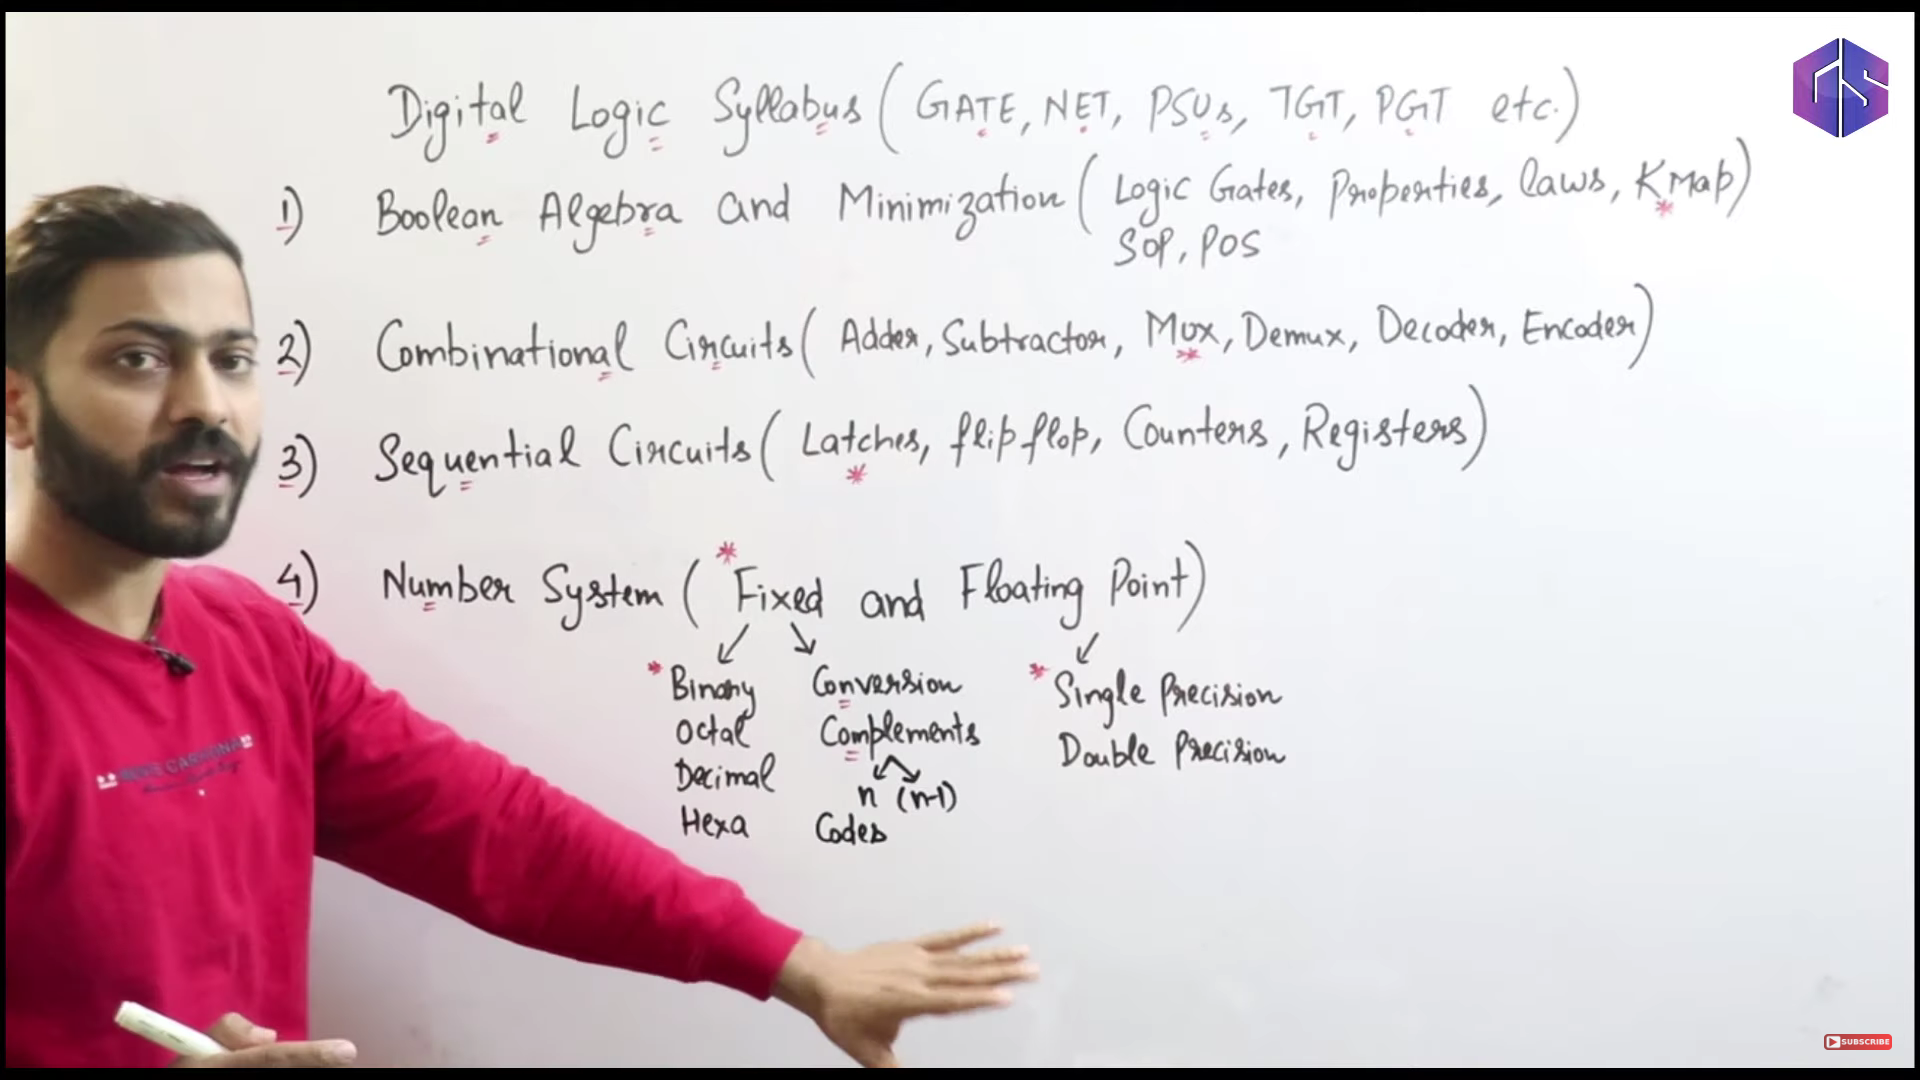 Digital Logic Syllabus (GATE, NET, PSUs, TGT, PGT etc.)
1) Boolean Algebra and Minimization (Logic Gates, Properties, laws, K Map)
SOP, POS
2) Combinational Circuits (Adder, Subtractor, Mux, Demux, Decoder, Encoder)
3) Sequential Circuits (Latches, flip flop, Counters, Registers)
4) Number System (Fixed and Floating Point)
Binary
Octal
Decimal
Hexa
Conversion
Complements
n (n-1)
Codes
Single Precision
Double Precision
GS
SUBSCRIBE